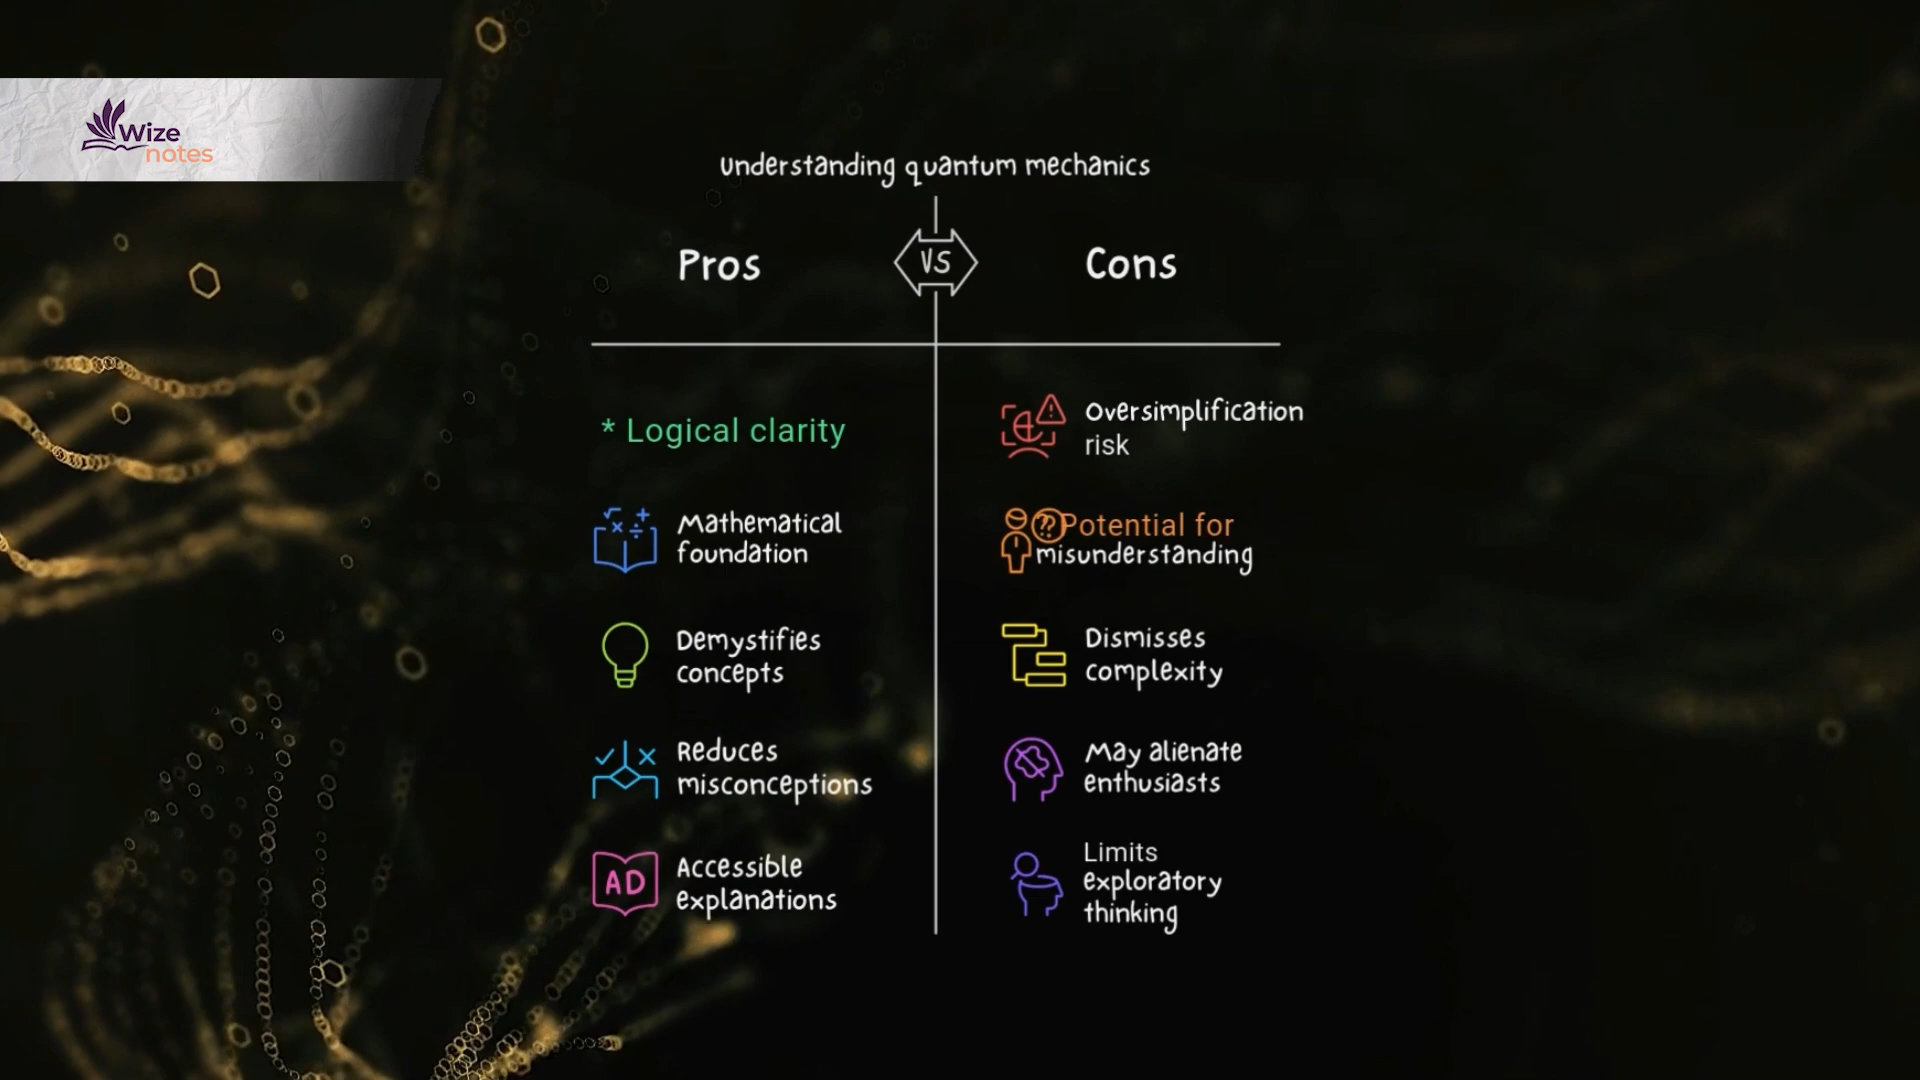 Wize
notes
Understanding quantum mechanics
Pros
VS
Cons
* Logical clarity
Mathematical
foundation
Demystifies
concepts
Reduces
misconceptions
AD
Accessible
explanations
Oversimplification
risk
Potential for
misunderstanding
Dismisses
complexity
May alienate
enthusiasts
Limits
exploratory
thinking